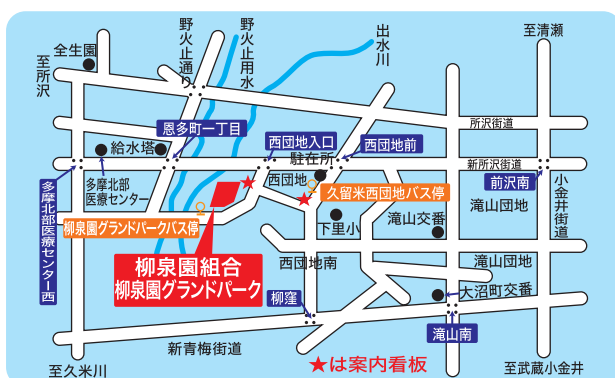 全生園
至所沢
野火止通り
野火止用水
出水川
至清瀬
所沢街道
恩多町一丁目
給水塔
西団地入口
駐在所
西団地前
新所沢街道
多摩北部
医療センター
西団地
久留米西団地バス停
前沢南
多摩北部医療センター西
滝山団地
小金井街道
柳泉園グランドパークバス停
下里小
滝山交番
柳泉園組合
柳泉園グランドパーク
西団地南
滝山団地
柳窪
大沼町交番
滝山南
新青梅街道
★は案内看板
至久米川
至武蔵小金井